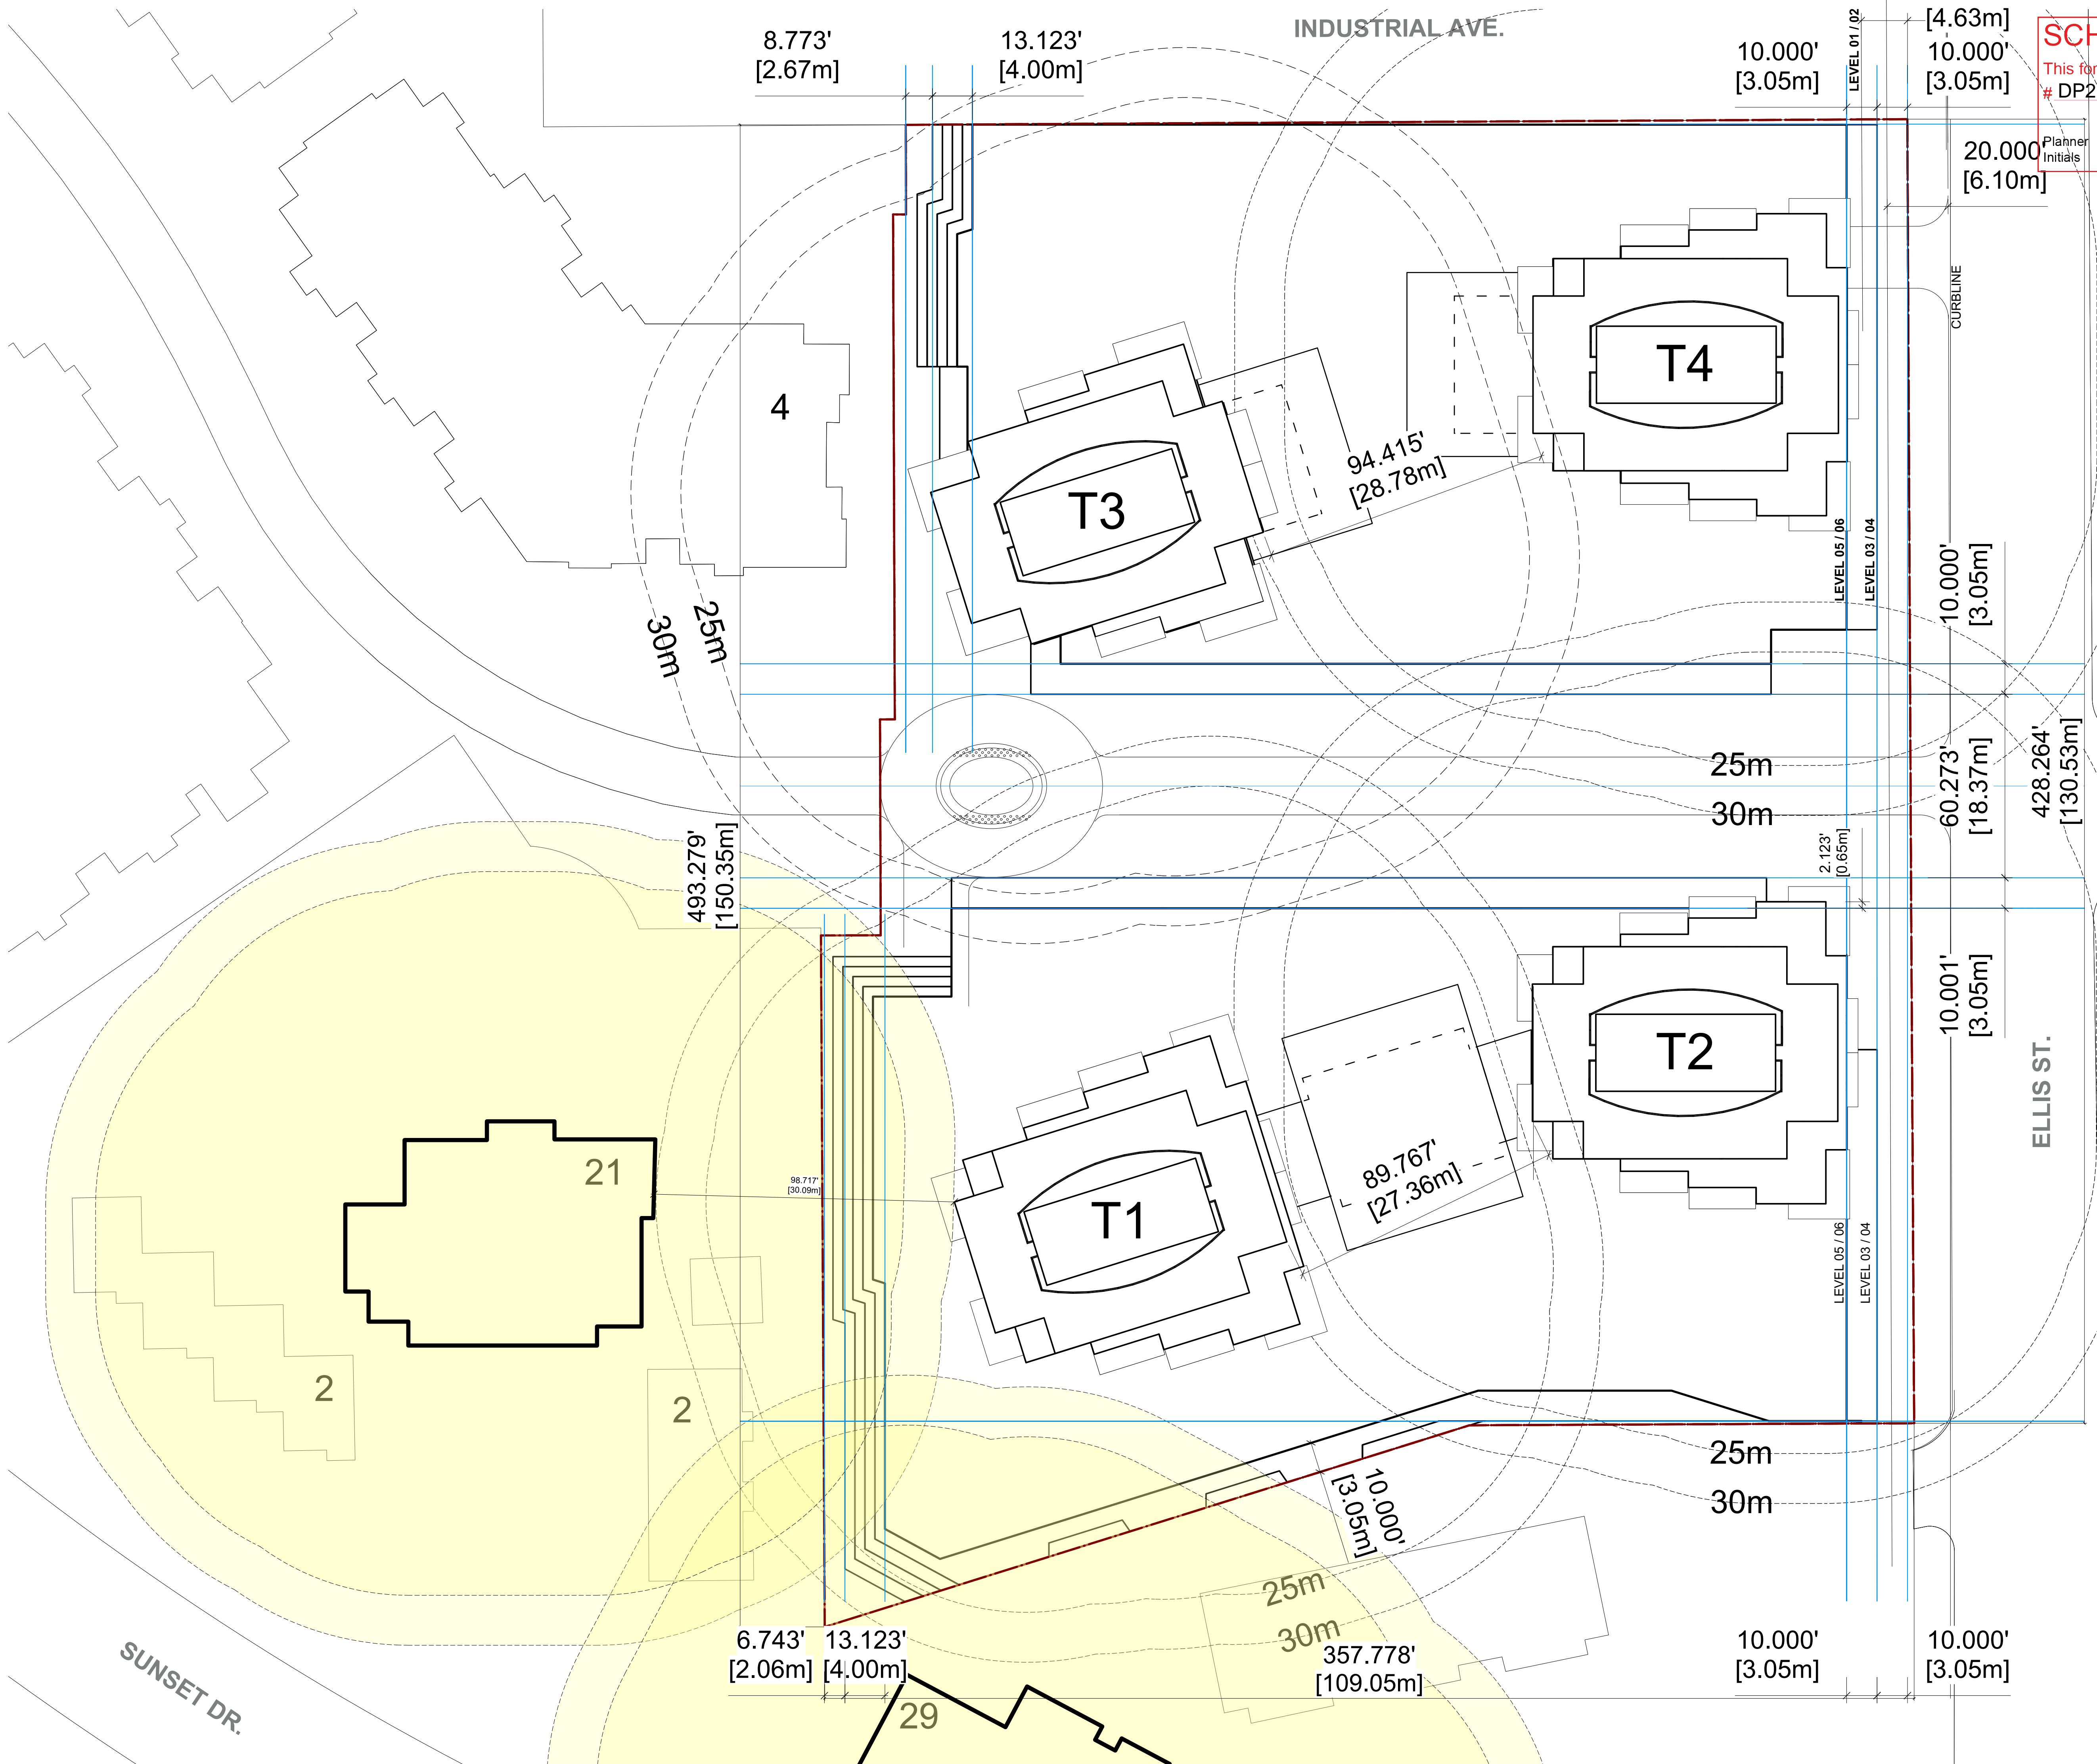 INDUSTRIAL AVE.
8.773'
[2.67m]
13.123'
[4.00m]
LEVEL 01 / 02
[4.63m]
10.000'
[3.05m]
10.000'
[3.05m]
This
# DP2
Planner
Initials
20.000'
[6.10m]
CURBLINE
T4
4
94.415'
[28.78m]
T3
LEVEL 05 / 06
LEVEL 03 / 04
10.000'
[3.05m]
30m
25m
25m
30m
60.273'
[18.37m]
428.264'
[130.53m]
493.279'
[150.35m]
2.123'
[0.65m]
10.001'
[3.05m]
T2
ELLIS ST.
21
98.717'
[30.09m]
89.767'
[27.36m]
T1
LEVEL 05 / 06
LEVEL 03 / 04
2
2
25m
30m
10.000'
[3.05m]
25m
30m
SUNSET DR.
6.743'
[2.06m]
13.123'
[4.00m]
357.778'
[109.05m]
10.000'
[3.05m]
10.000'
[3.05m]
29